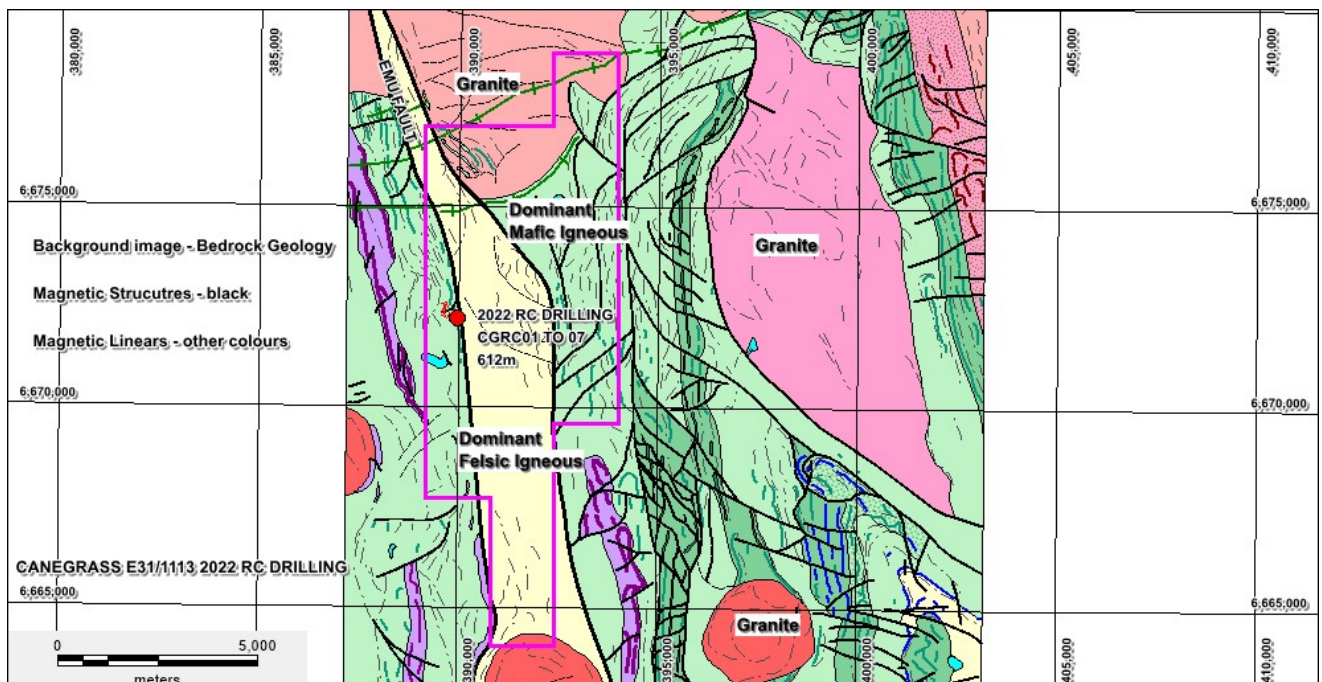 380,000
385,000
390,000
395,000
400,000
405,000
410,000
EMU FAULT
Granite
6,675,000
6,675,000
Dominant
Mafic Igneous
Background image - Bedrock Geology
Granite
Magnetic Strucutres - black
2022 RC DRILLING
CGRC01 TO 07
612m
Magnetic Linears - other colours
6,670,000
6,670,000
Dominant
Felsic Igneous
CANEGRASS E31/1113 2022 RC DRILLING
6,665,000
6,665,000
Granite
0 5,000
meters
390,000
395,000
400,000
405,000
410,000